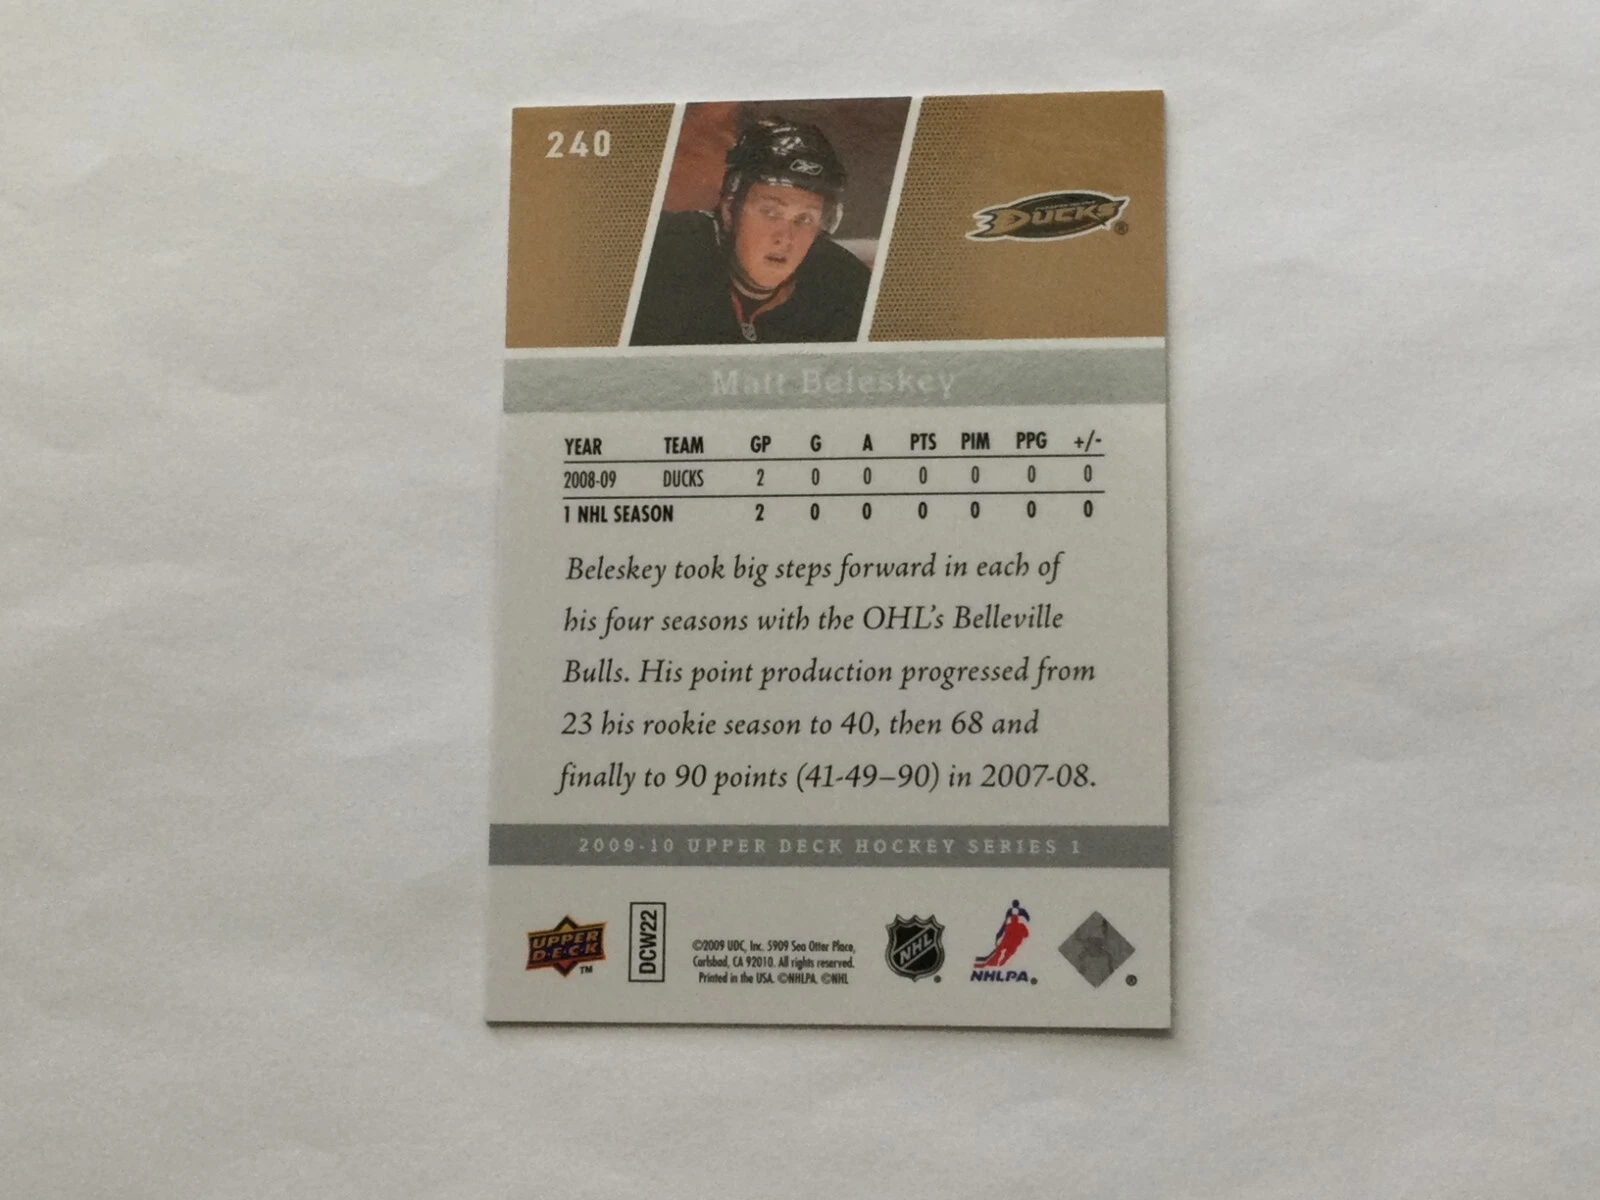 240
DUCKS
Matt Beleskey
YEAR TEAM GP G A PTS PIM PPG +/-
2008-09 DUCKS 2 0 0 0 0 0 0
1 NHL SEASON 2 0 0 0 0 0 0
Beleskey took big steps forward in each of
his four seasons with the OHL's Belleville
Bulls. His point production progressed from
23 his rookie season to 40, then 68 and
finally to 90 points (41-49–90) in 2007-08.
2009-10 UPPER DECK HOCKEY SERIES 1
UPPER
D·E·C·K
TM
DCW22
©2009 UDC, Inc. 5909 Sea Otter Place,
Carlsbad, CA 92010. All rights reserved.
Printed in the USA. ©NHLPA. ©NHL
NHL
NHLPA